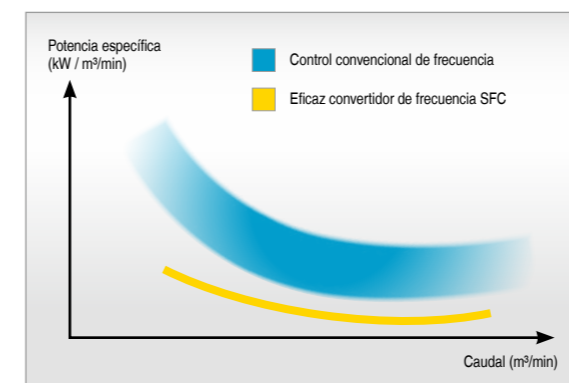 Potencia específica
(kW / m³/min)
Control convencional de frecuencia
Eficaz convertidor de frecuencia SFC
Caudal (m³/min)